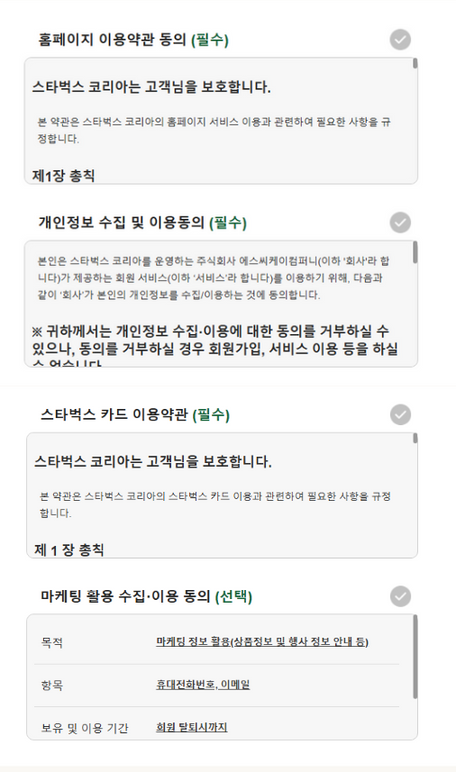 홈페이지 이용약관 동의 (필수)
스타벅스 코리아는 고객님을 보호합니다.
본 약관은 스타벅스 코리아의 홈페이지 서비스 이용과 관련하여 필요한 사항을 규
정합니다.
제1장 총칙
개인정보 수집 및 이용동의 (필수)
본인은 스타벅스 코리아를 운영하는 주식회사 에스씨케이컴퍼니(이하 '회사'라 합
니다)가 제공하는 회원 서비스(이하 '서비스'라 합니다)를 이용하기 위해, 다음과
같이 '회사'가 본인의 개인정보를 수집/이용하는 것에 동의합니다.
※ 귀하께서는 개인정보 수집·이용에 대한 동의를 거부하실 수
있으나, 동의를 거부하실 경우 회원가입, 서비스 이용 등을 하실
수 없습니다
스타벅스 카드 이용약관 (필수)
스타벅스 코리아는 고객님을 보호합니다.
본 약관은 스타벅스 코리아의 스타벅스 카드 이용과 관련하여 필요한 사항을 규정
합니다.
제 1 장 총칙
마케팅 활용 수집·이용 동의 (선택)
목적 마케팅 정보 활용(상품정보 및 행사 정보 안내 등)
항목 휴대전화번호, 이메일
보유 및 이용 기간 회원 탈퇴시까지